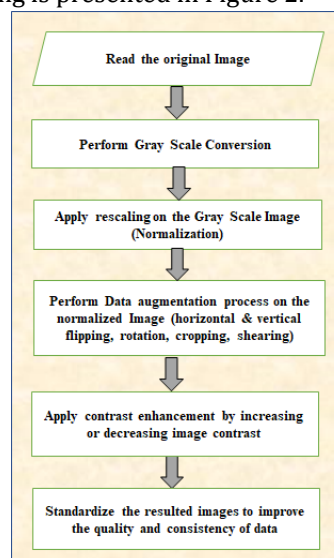 ng is presented in Figure 2.
Read the original Image
Perform Gray Scale Conversion
Apply rescaling on the Gray Scale Image
(Normalization)
Perform Data augmentation process on the
normalized Image (horizontal & vertical
flipping, rotation, cropping, shearing)
Apply contrast enhancement by increasing
or decreasing image contrast
Standardize the resulted images to improve
the quality and consistency of data